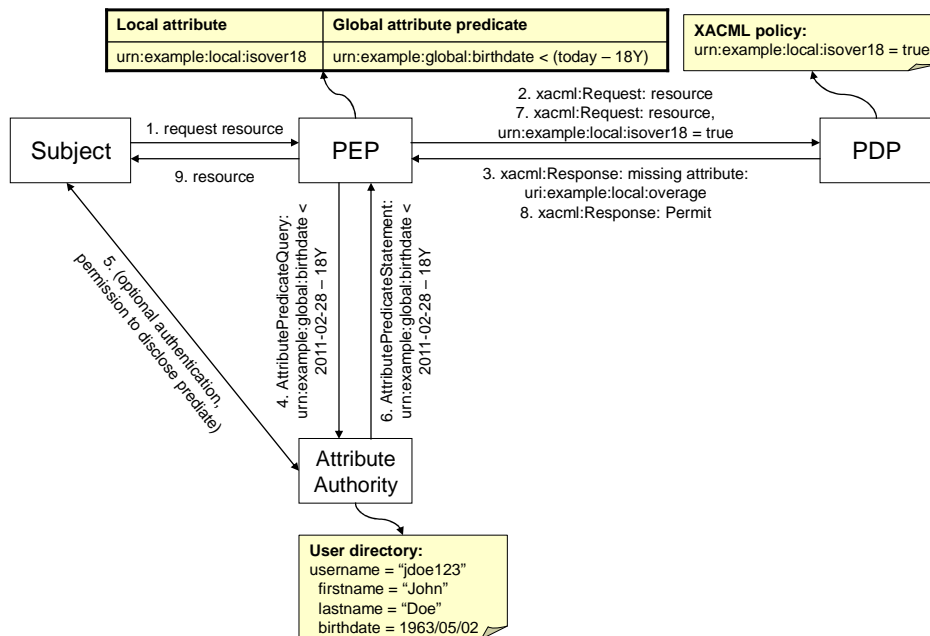 Local attribute
Global attribute predicate
urn:example:local:isover18
urn:example:global:birthdate < (today – 18Y)
XACML policy:
urn:example:local:isover18 = true
Subject
1. request resource
9. resource
PEP
2. xacml:Request: resource
7. xacml:Request: resource,
urn:example:local:isover18 = true
3. xacml:Response: missing attribute:
uri:example:local:overage
8. xacml:Response: Permit
PDP
5. (optional authentication,
permission to disclose prediate)
4. AttributePredicateQuery:
urn:example:global:birthdate <
2011-02-28 – 18Y
6. AttributePredicateStatement:
urn:example:global:birthdate <
2011-02-28 – 18Y
Attribute
Authority
User directory:
username = “jdoe123”
firstname = “John”
lastname = “Doe”
birthdate = 1963/05/02